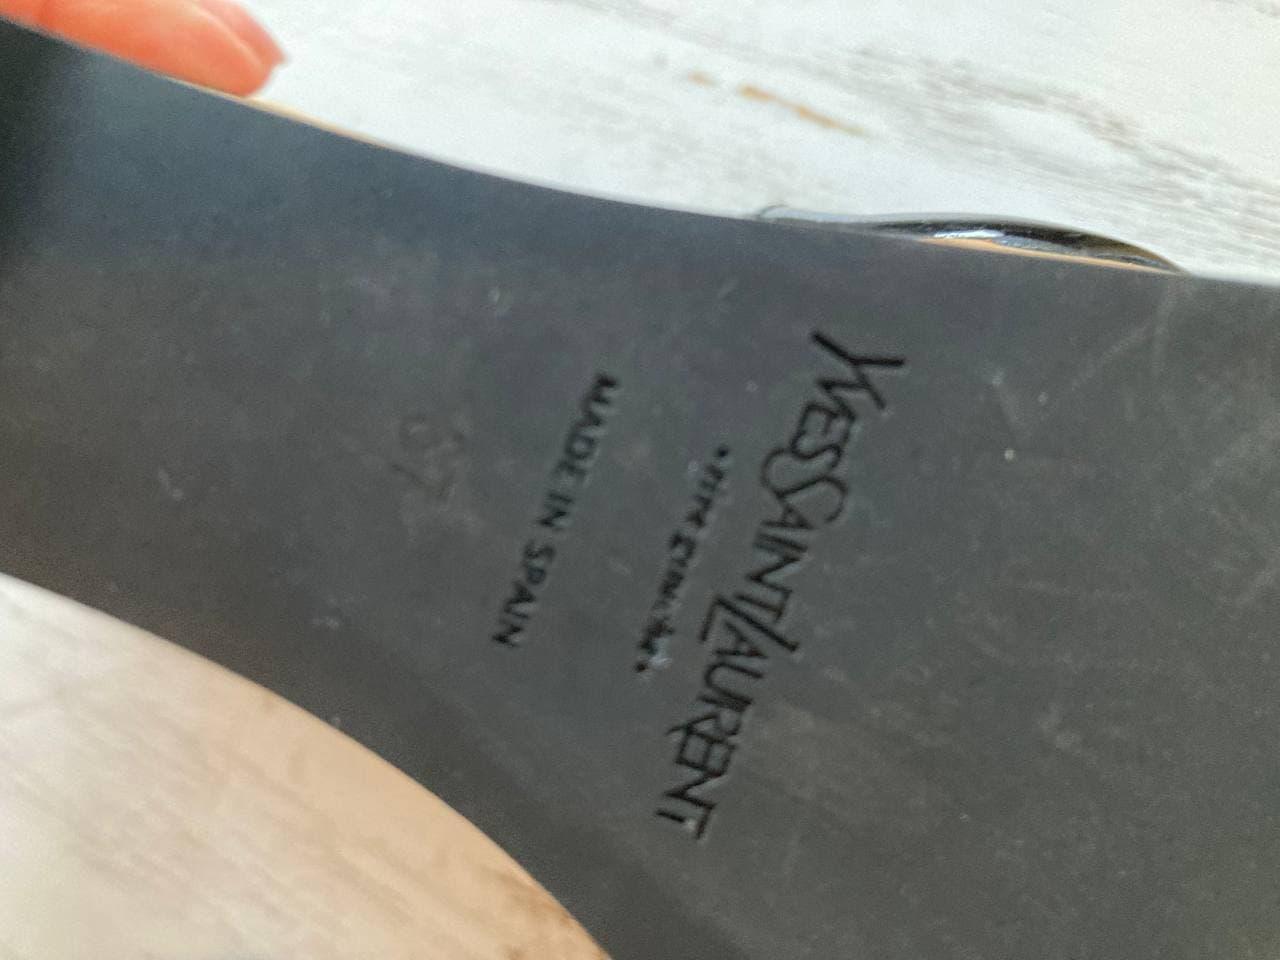 YVESSAINTLAURENT
MADE IN SPAIN
37